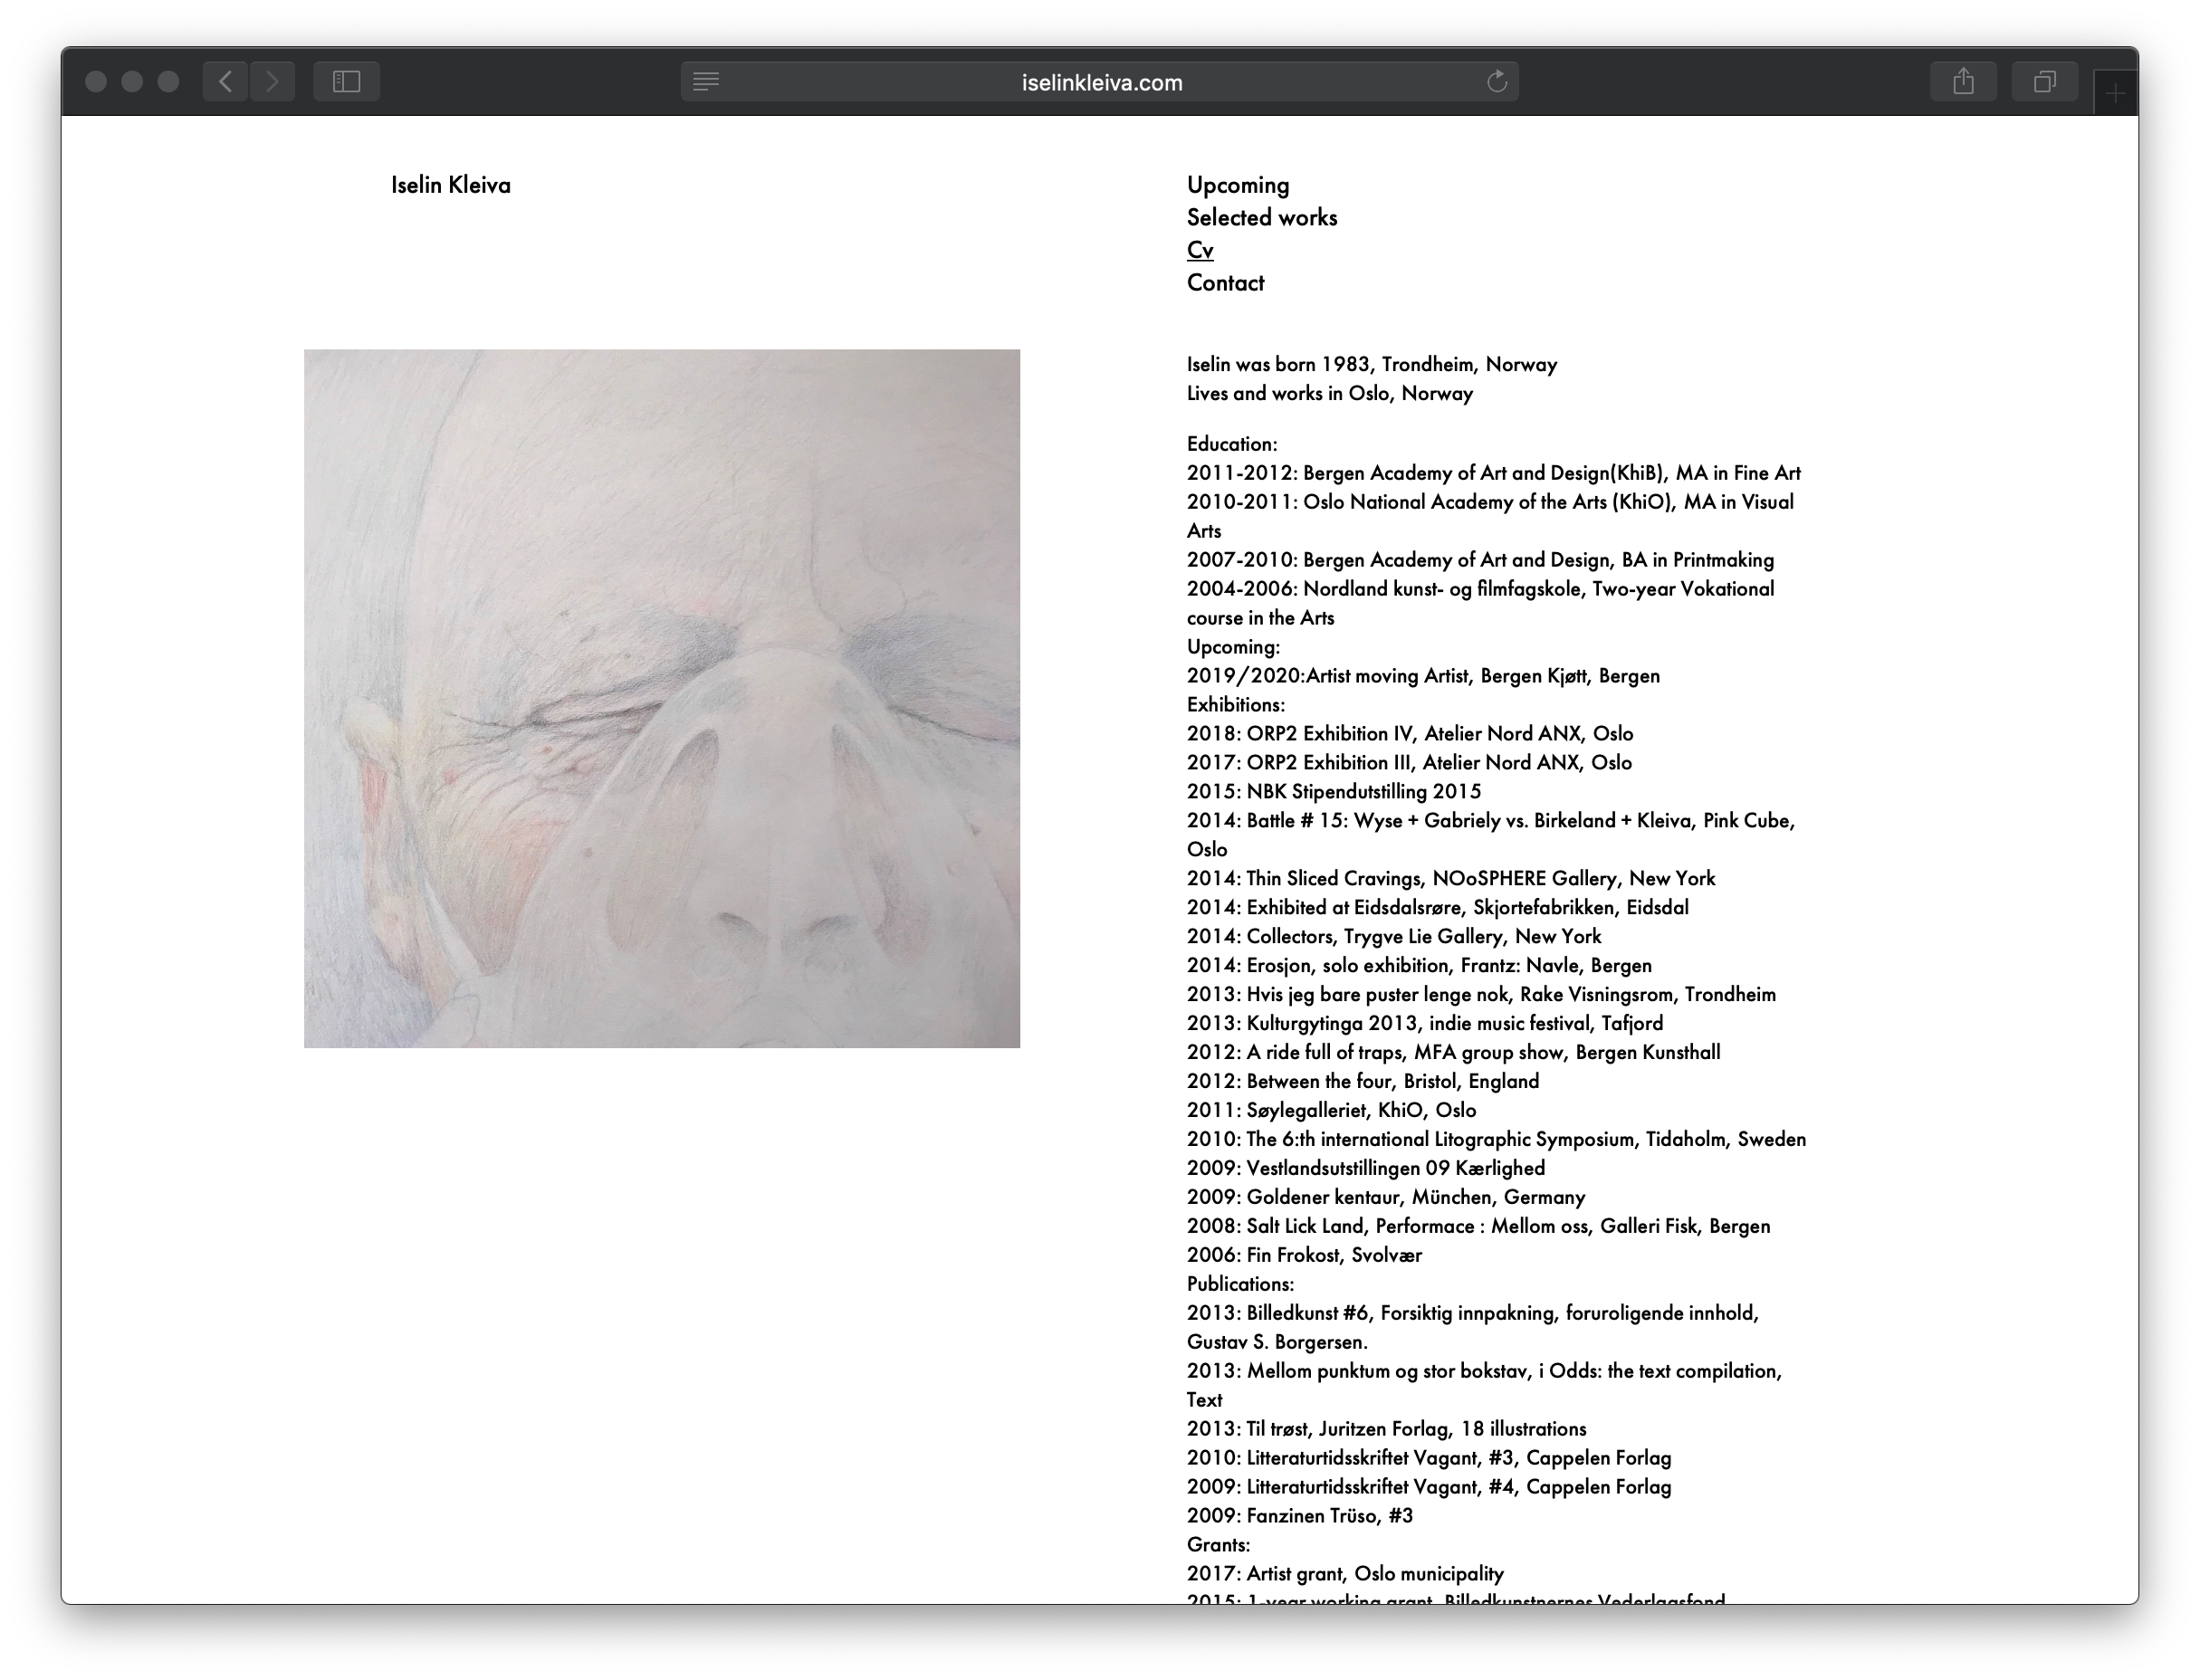 iselinkleiva.com
Iselin Kleiva
Upcoming
Selected works
Cv
Contact
Iselin was born 1983, Trondheim, Norway
Lives and works in Oslo, Norway
Education:
2011-2012: Bergen Academy of Art and Design(KhiB), MA in Fine Art
2010-2011: Oslo National Academy of the Arts (KhiO), MA in Visual
Arts
2007-2010: Bergen Academy of Art and Design, BA in Printmaking
2004-2006: Nordland kunst- og filmfagskole, Two-year Vokational
course in the Arts
Upcoming:
2019/2020:Artist moving Artist, Bergen Kjøtt, Bergen
Exhibitions:
2018: ORP2 Exhibition IV, Atelier Nord ANX, Oslo
2017: ORP2 Exhibition III, Atelier Nord ANX, Oslo
2015: NBK Stipendutstilling 2015
2014: Battle # 15: Wyse + Gabriely vs. Birkeland + Kleiva, Pink Cube,
Oslo
2014: Thin Sliced Cravings, NOoSPHERE Gallery, New York
2014: Exhibited at Eidsdalsrøre, Skjortefabrikken, Eidsdal
2014: Collectors, Trygve Lie Gallery, New York
2014: Erosjon, solo exhibition, Frantz: Navle, Bergen
2013: Hvis jeg bare puster lenge nok, Rake Visningsrom, Trondheim
2013: Kulturgytinga 2013, indie music festival, Tafjord
2012: A ride full of traps, MFA group show, Bergen Kunsthall
2012: Between the four, Bristol, England
2011: Søylegalleriet, KhiO, Oslo
2010: The 6:th international Litographic Symposium, Tidaholm, Sweden
2009: Vestlandsutstillingen 09 Kærlighed
2009: Goldener kentaur, München, Germany
2008: Salt Lick Land, Performace : Mellom oss, Galleri Fisk, Bergen
2006: Fin Frokost, Svolvær
Publications:
2013: Billedkunst #6, Forsiktig innpakning, foruroligende innhold,
Gustav S. Borgersen.
2013: Mellom punktum og stor bokstav, i Odds: the text compilation,
Text
2013: Til trøst, Juritzen Forlag, 18 illustrations
2010: Litteraturtidsskriftet Vagant, #3, Cappelen Forlag
2009: Litteraturtidsskriftet Vagant, #4, Cappelen Forlag
2009: Fanzinen Trüso, #3
Grants:
2017: Artist grant, Oslo municipality
2015: 1-year working grant, Billedkunstnernes Vederlagsfond